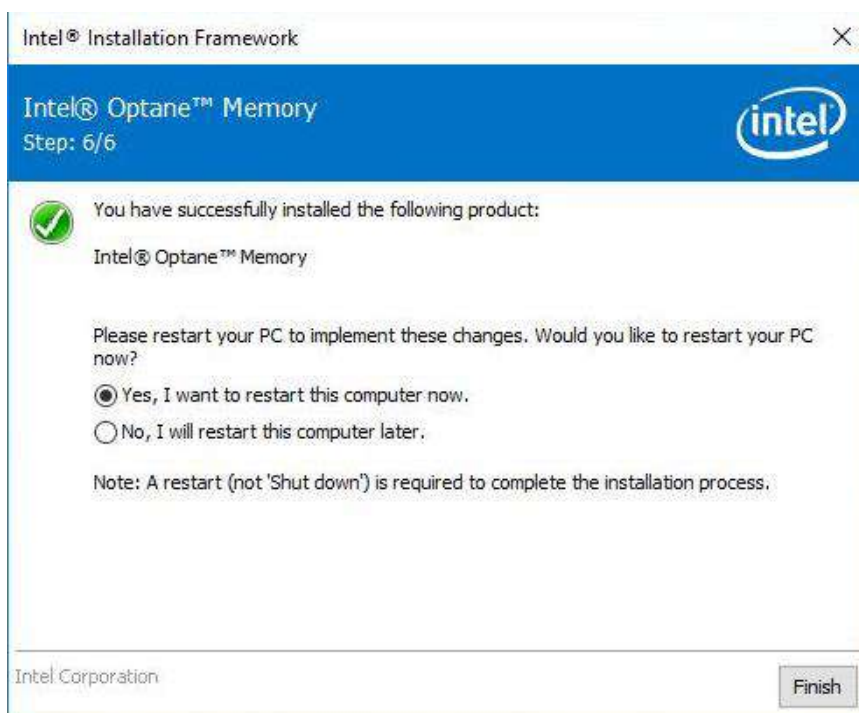 Intel® Installation Framework
Intel® Optane™ Memory
Step: 6/6
intel
You have successfully installed the following product:
Intel® Optane™ Memory
Please restart your PC to implement these changes. Would you like to restart your PC
now?
Yes, I want to restart this computer now.
No, I will restart this computer later.
Note: A restart (not 'Shut down') is required to complete the installation process.
Intel Corporation
Finish